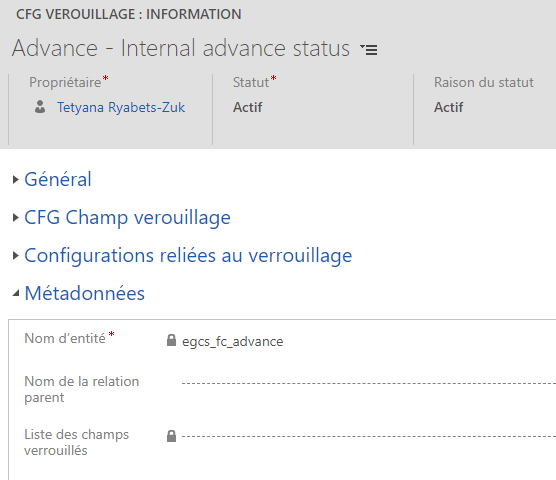 CFG VEROUILLAGE : INFORMATION
Advance - Internal advance status
Propriétaire*
Statut*
Raison du statut
Tetyana Ryabets-Zuk
Actif
Actif
Général
CFG Champ verouillage
Configurations reliées au verrouillage
Métadonnées
Nom d'entité*
egcs_fc_advance
Nom de la relation
parent
Liste des champs
verrouillés